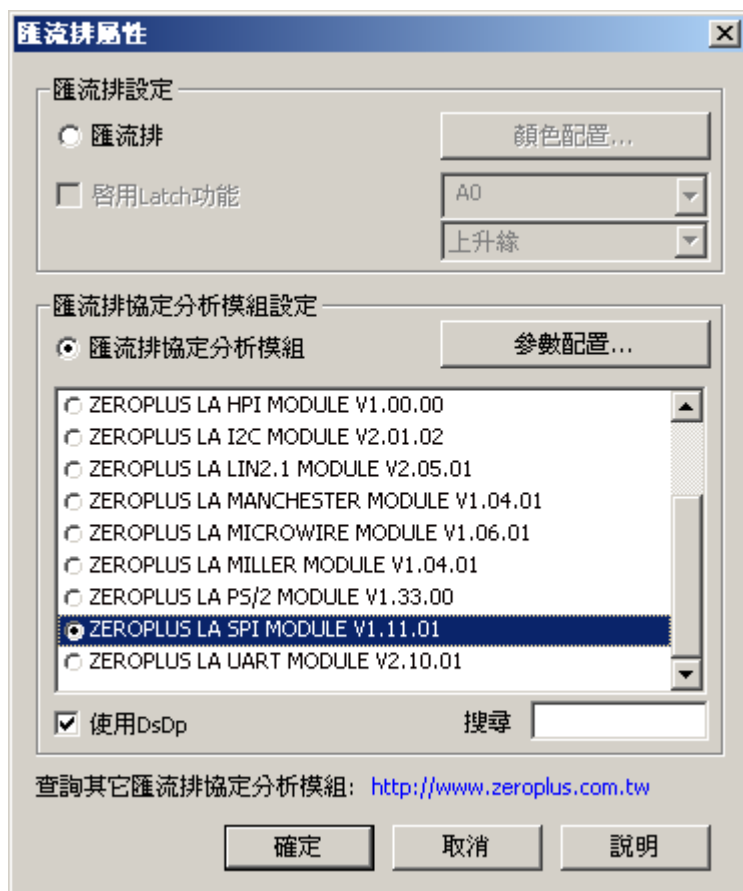 匯流排屬性
匯流排設定
匯流排
顏色配置...
啓用Latch功能
A0
上升緣
匯流排協定分析模組設定
匯流排協定分析模組
參數配置...
ZEROPLUS LA HPI MODULE V1.00.00
ZEROPLUS LA I2C MODULE V2.01.02
ZEROPLUS LA LIN2.1 MODULE V2.05.01
ZEROPLUS LA MANCHESTER MODULE V1.04.01
ZEROPLUS LA MICROWIRE MODULE V1.06.01
ZEROPLUS LA MILLER MODULE V1.04.01
ZEROPLUS LA PS/2 MODULE V1.33.00
ZEROPLUS LA SPI MODULE V1.11.01
ZEROPLUS LA UART MODULE V2.10.01
使用DsDp
搜尋
查詢其它匯流排協定分析模組: http://www.zeroplus.com.tw
確定
取消
說明